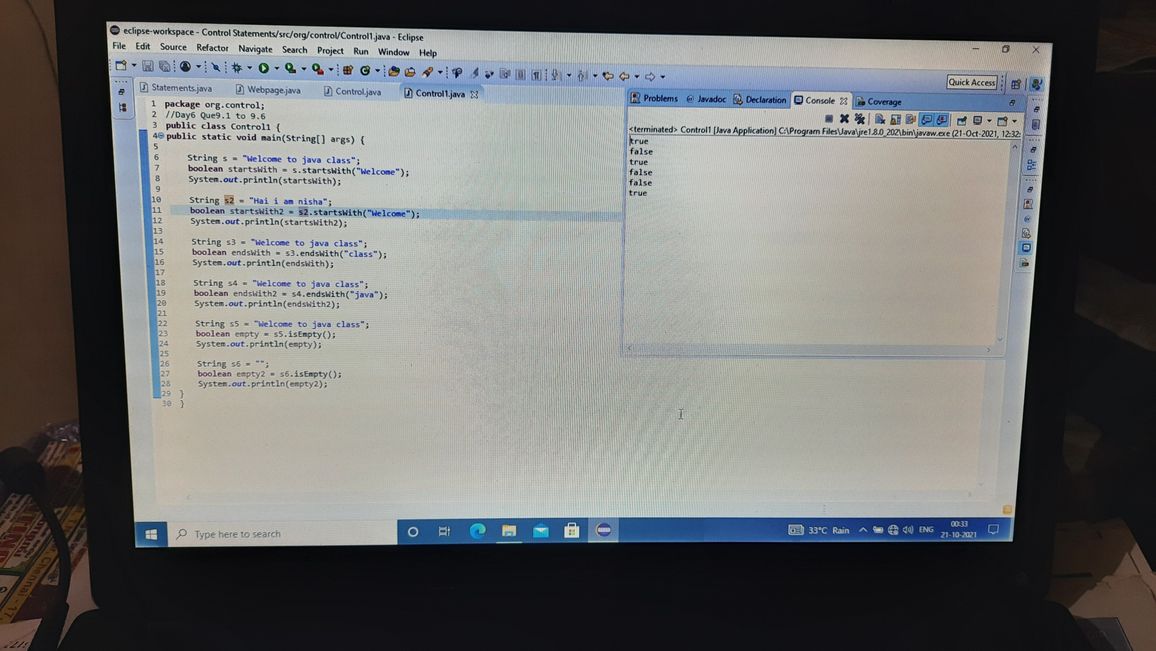 eclipse-workspace - Control Statements/src/org/control/Control1.java - Eclipse
File Edit Source Refactor Navigate Search Project Run Window Help
Quick Access
Statements.java Webpage.java Control.java Control1.java
Problems Javadoc Declaration Console Coverage
<terminated> Control1 [Java Application] C:\Program Files\Java\jre1.8.0_202\bin\javaw.exe (21-Oct-2021, 12:32:
true
false
true
false
false
true
1 package org.control;
2 //Day6 Que9.1 to 9.6
3 public class Control1 {
4 public static void main(String[] args) {
5
6 String s = "Welcome to java class";
7 boolean startsWith = s.startsWith("Welcome");
8 System.out.println(startsWith);
9
10 String s2 = "Hai i am nisha";
11 boolean startsWith2 = s2.startsWith("Welcome");
12 System.out.println(startsWith2);
13
14 String s3 = "Welcome to java class";
15 boolean endsWith = s3.endsWith("class");
16 System.out.println(endsWith);
17
18 String s4 = "Welcome to java class";
19 boolean endsWith2 = s4.endsWith("java");
20 System.out.println(endsWith2);
21
22 String s5 = "Welcome to java class";
23 boolean empty = s5.isEmpty();
24 System.out.println(empty);
25
26 String s6 = "";
27 boolean empty2 = s6.isEmpty();
28 System.out.println(empty2);
29 }
30 }
Type here to search
33°C Rain
ENG
00:33
21-10-2021
Chennai - 17